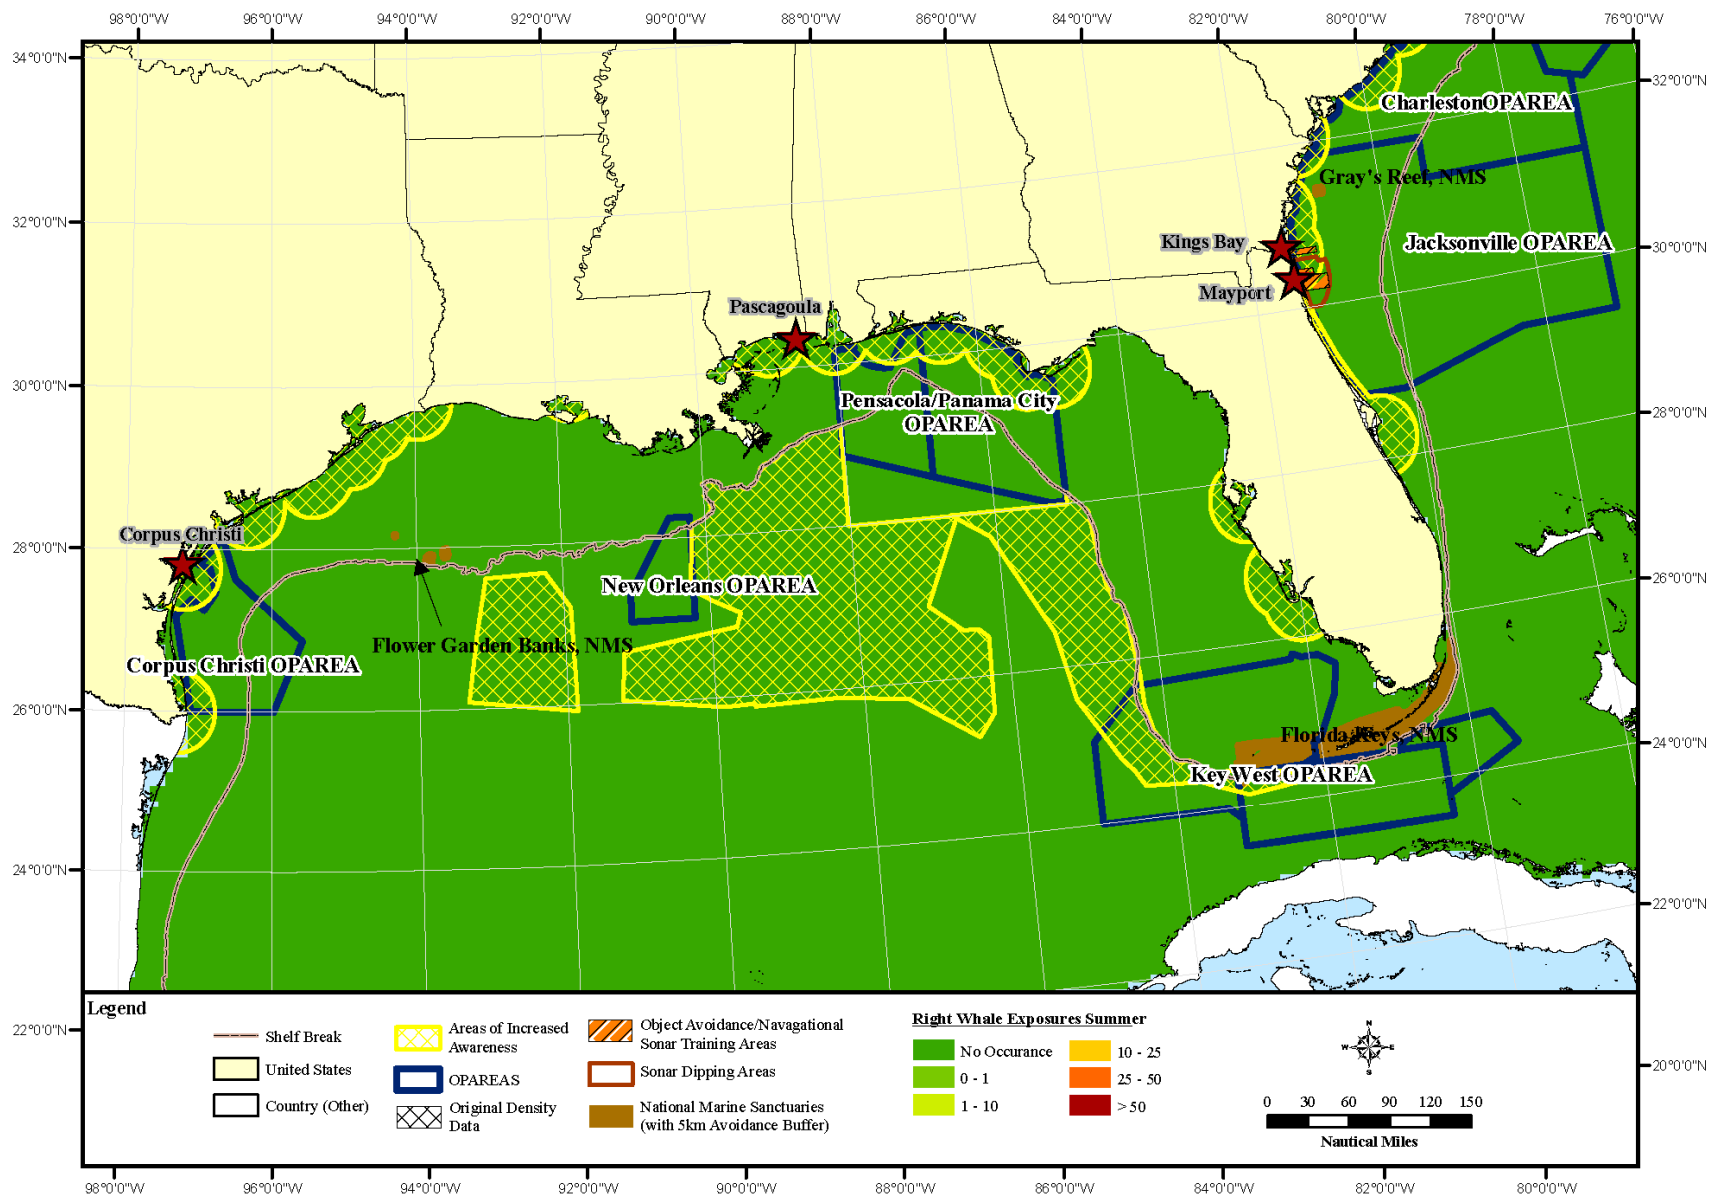 98°0'0"W 96°0'0"W 94°0'0"W 92°0'0"W 90°0'0"W 88°0'0"W 86°0'0"W 84°0'0"W 82°0'0"W 80°0'0"W 78°0'0"W 76°0'0"W
34°0'0"N
32°0'0"N
CharlestonOPAREA
Gray's Reef, NMS
32°0'0"N
Kings Bay
Jacksonville OPAREA
30°0'0"N
Mayport
Pascagoula
30°0'0"N
Pensacola/Panama City
OPAREA
28°0'0"N
Corpus Christi
28°0'0"N
New Orleans OPAREA
26°0'0"N
Flower Garden Banks, NMS
Corpus Christi OPAREA
26°0'0"N
Florida Keys, NMS
24°0'0"N
Key West OPAREA
24°0'0"N
22°0'0"N
22°0'0"N
20°0'0"N
Legend
Shelf Break
United States
Country (Other)
Areas of Increased
Awareness
OPAREAS
Original Density
Data
Object Avoidance/Navagational
Sonar Training Areas
Sonar Dipping Areas
National Marine Sanctuaries
(with 5km Avoidance Buffer)
Right Whale Exposures Summer
No Occurance
0 - 1
1 - 10
10 - 25
25 - 50
> 50
N
W E
S
0 30 60 90 120 150
Nautical Miles
98°0'0"W 96°0'0"W 94°0'0"W 92°0'0"W 90°0'0"W 88°0'0"W 86°0'0"W 84°0'0"W 82°0'0"W 80°0'0"W